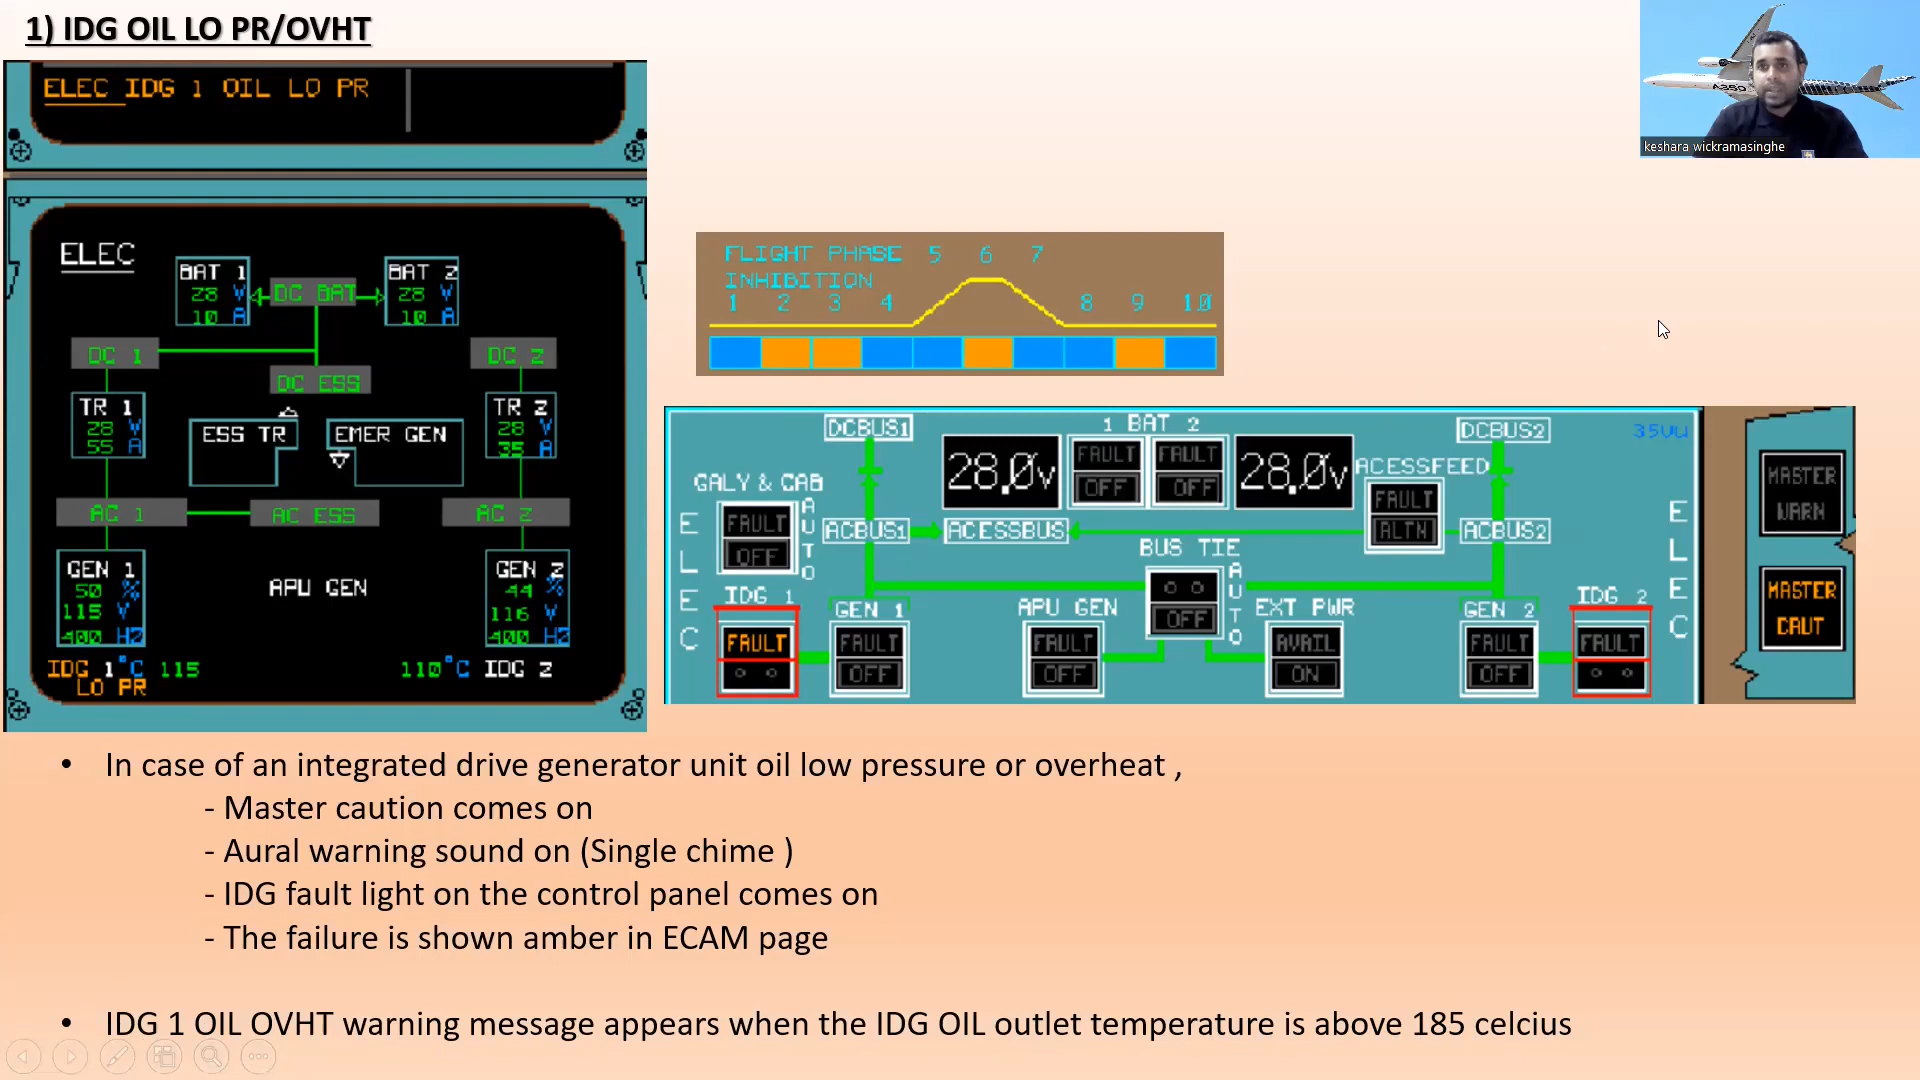 1) IDG OIL LO PR/OVHT
ELEC IDG 1 OIL LO PR
ELEC
BAT 1
28 V
10 A
DC BAT
BAT 2
28 V
10 A
DC 1
DC 2
DC ESS
TR 1
28 V
55 A
ESS TR
EMER GEN
TR 2
28 V
35 A
AC 1
AC ESS
AC 2
GEN 1
50 %
115 V
400 HZ
APU GEN
GEN 2
44 %
116 V
400 HZ
IDG 1 °C 115
LO PR
110 °C IDG 2
FLIGHT PHASE 5 6 7
INHIBITION
1 2 3 4 8 9 10
DCBUS1
1 BAT 2
DCBUS2
35VU
28.0V
FAULT
OFF
FAULT
OFF
28.0V
ACESSFEED
FAULT
ALTN
GALY & CAB
FAULT
OFF
AUTO
ACBUS1
ACESSBUS
ACBUS2
BUS TIE
OFF
AUTO
ELEC
ELEC
IDG 1
FAULT
GEN 1
FAULT
OFF
APU GEN
FAULT
OFF
EXT PWR
AVAIL
ON
GEN 2
FAULT
OFF
IDG 2
FAULT
MASTER
WARN
MASTER
CAUT
A350
keshara wickramasinghe
• In case of an integrated drive generator unit oil low pressure or overheat ,
- Master caution comes on
- Aural warning sound on (Single chime )
- IDG fault light on the control panel comes on
- The failure is shown amber in ECAM page
• IDG 1 OIL OVHT warning message appears when the IDG OIL outlet temperature is above 185 celcius